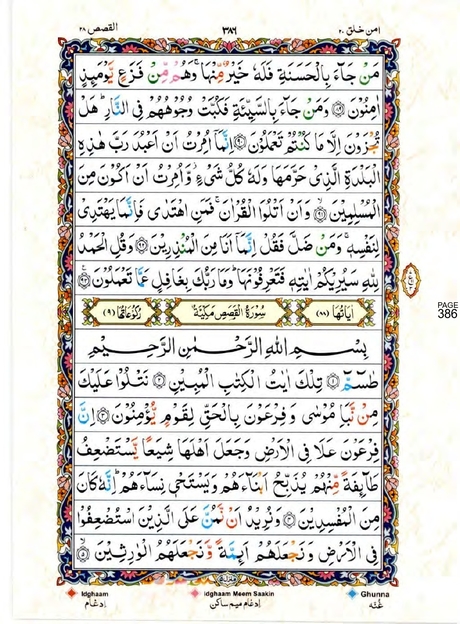 القصص ٢٨
٣٨٦
امن خلق ٢٠
مَنْ جَآءَ بِالْحَسَنَةِ فَلَهٗ خَيْرٌ مِّنْهَاۚ وَهُمْ مِّنْ فَزَعٍ يَّوْمَئِذٍ
اٰمِنُوْنَ ﴿٨٩﴾ وَمَنْ جَآءَ بِالسَّيِّئَةِ فَكُبَّتْ وُجُوْهُهُمْ فِي النَّارِؕ هَلْ
تُجْزَوْنَ اِلَّا مَا كُنْتُمْ تَعْمَلُوْنَ ﴿٩٠﴾ اِنَّمَآ اُمِرْتُ اَنْ اَعْبُدَ رَبَّ هٰذِهِ
الْبَلْدَةِ الَّذِيْ حَرَّمَهَا وَلَهٗ كُلُّ شَيْءٍؗ وَّاُمِرْتُ اَنْ اَكُوْنَ مِنَ
الْمُسْلِمِيْنَ ﴿٩١﴾ وَاَنْ اَتْلُوَا الْقُرْاٰنَۚ فَمَنِ اهْتَدٰى فَاِنَّمَا يَهْتَدِيْ
لِنَفْسِهٖۚ وَمَنْ ضَلَّ فَقُلْ اِنَّمَآ اَنَا مِنَ الْمُنْذِرِيْنَ ﴿٩٢﴾ وَقُلِ الْحَمْدُ
لِلّٰهِ سَيُرِيْكُمْ اٰيٰتِهٖ فَتَعْرِفُوْنَهَاؕ وَمَا رَبُّكَ بِغَافِلٍ عَمَّا تَعْمَلُوْنَ ﴿٩٣﴾
اٰيَاتُهَا (٨٨) سُوْرَةُ الْقَصَصِ مَكِّيَّةٌ رُكُوْعَاتُهَا (٩)
بِسْمِ اللّٰهِ الرَّحْمٰنِ الرَّحِيْمِ
طٰسٓمّٓ ﴿١﴾ تِلْكَ اٰيٰتُ الْكِتٰبِ الْمُبِيْنِ ﴿٢﴾ نَتْلُوْا عَلَيْكَ
مِنْ نَّبَاِ مُوْسٰى وَفِرْعَوْنَ بِالْحَقِّ لِقَوْمٍ يُّؤْمِنُوْنَ ﴿٣﴾ اِنَّ
فِرْعَوْنَ عَلَا فِي الْاَرْضِ وَجَعَلَ اَهْلَهَا شِيَعًا يَّسْتَضْعِفُ
طَآئِفَةً مِّنْهُمْ يُذَبِّحُ اَبْنَآءَهُمْ وَيَسْتَحْيٖ نِسَآءَهُمْؕ اِنَّهٗ كَانَ
مِنَ الْمُفْسِدِيْنَ ﴿٤﴾ وَنُرِيْدُ اَنْ نَّمُنَّ عَلَى الَّذِيْنَ اسْتُضْعِفُوْا
فِي الْاَرْضِ وَنَجْعَلَهُمْ اَئِمَّةً وَّنَجْعَلَهُمُ الْوٰرِثِيْنَ ﴿٥﴾
PAGE
386
Idghaam
ادغام
idghaam Meem Saakin
ادغام میم ساکن
Ghunna
غُنّه